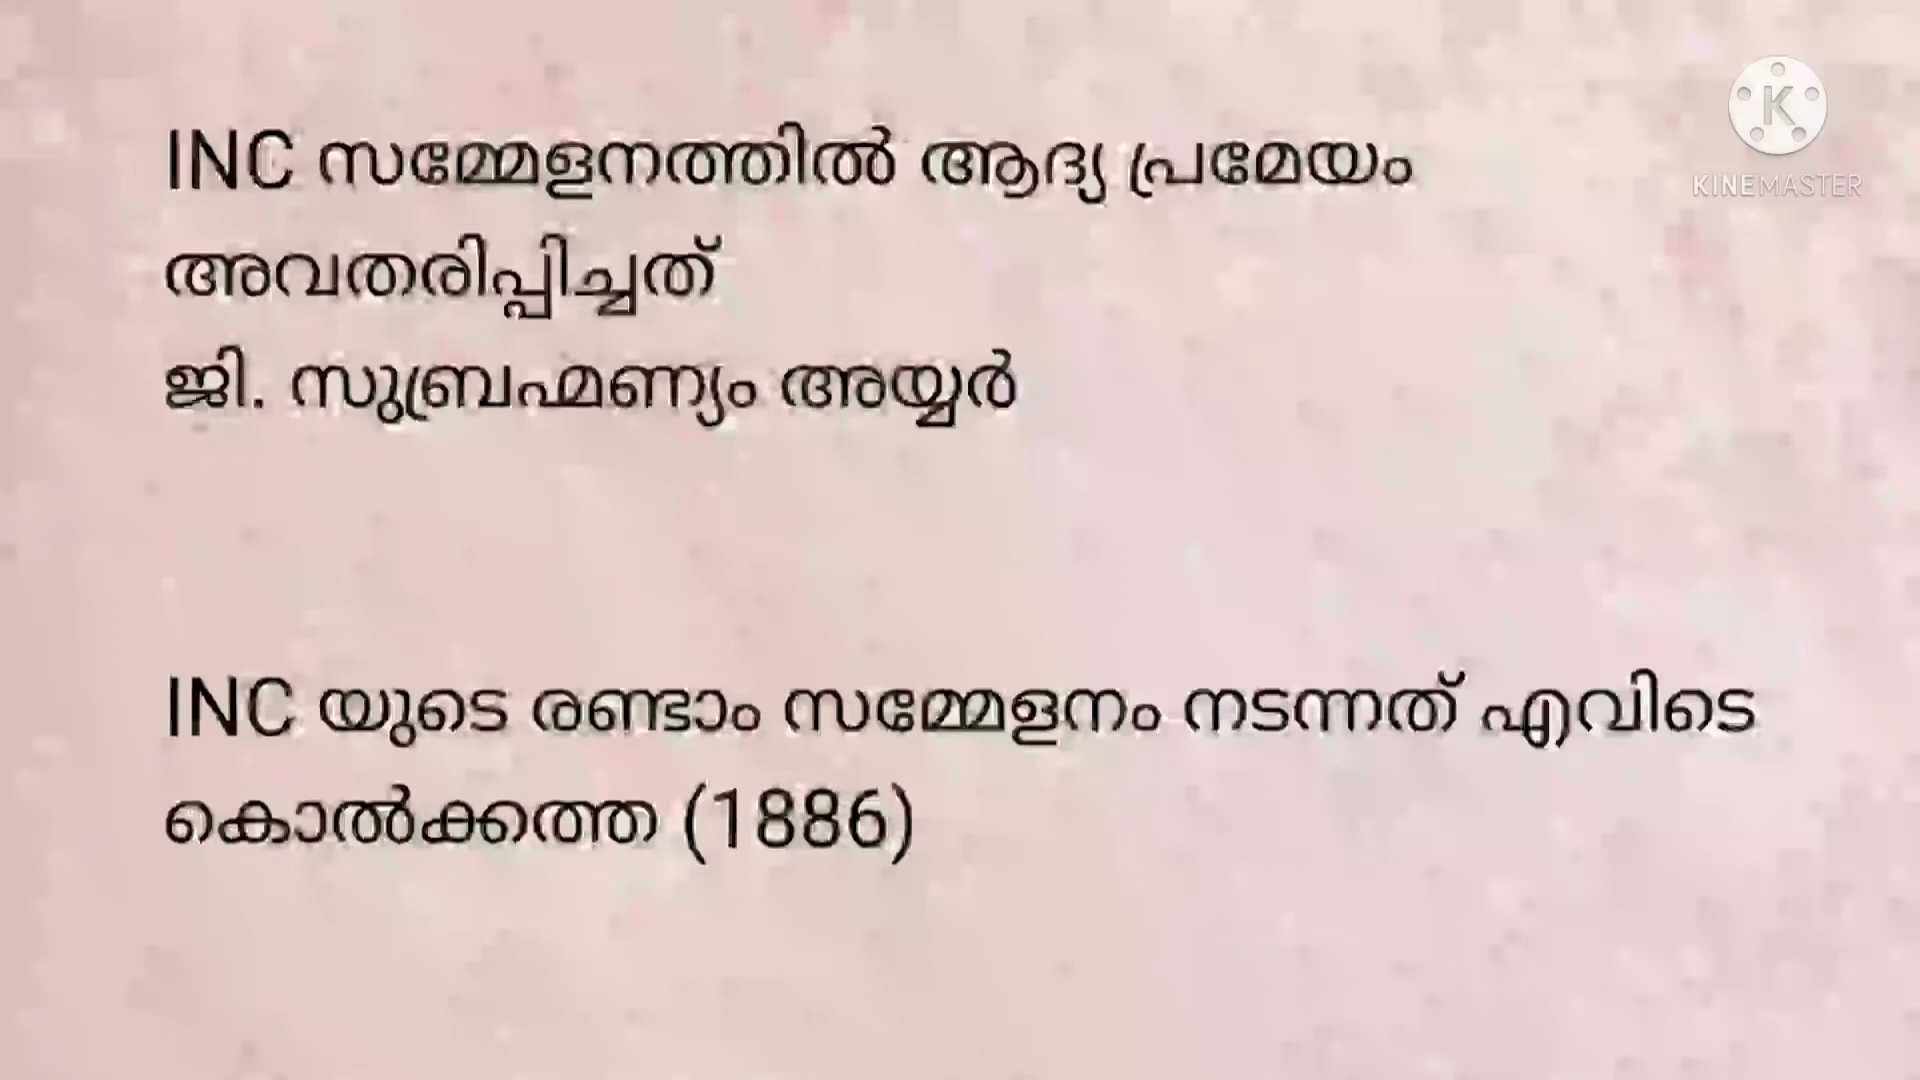 INC സമ്മേളനത്തിൽ ആദ്യ പ്രമേയം
അവതരിപ്പിച്ചത്
ജി. സുബ്രഹ്മണ്യം അയ്യർ
INC യുടെ രണ്ടാം സമ്മേളനം നടന്നത് എവിടെ
കൊൽക്കത്ത (1886)
K
KINEMASTER